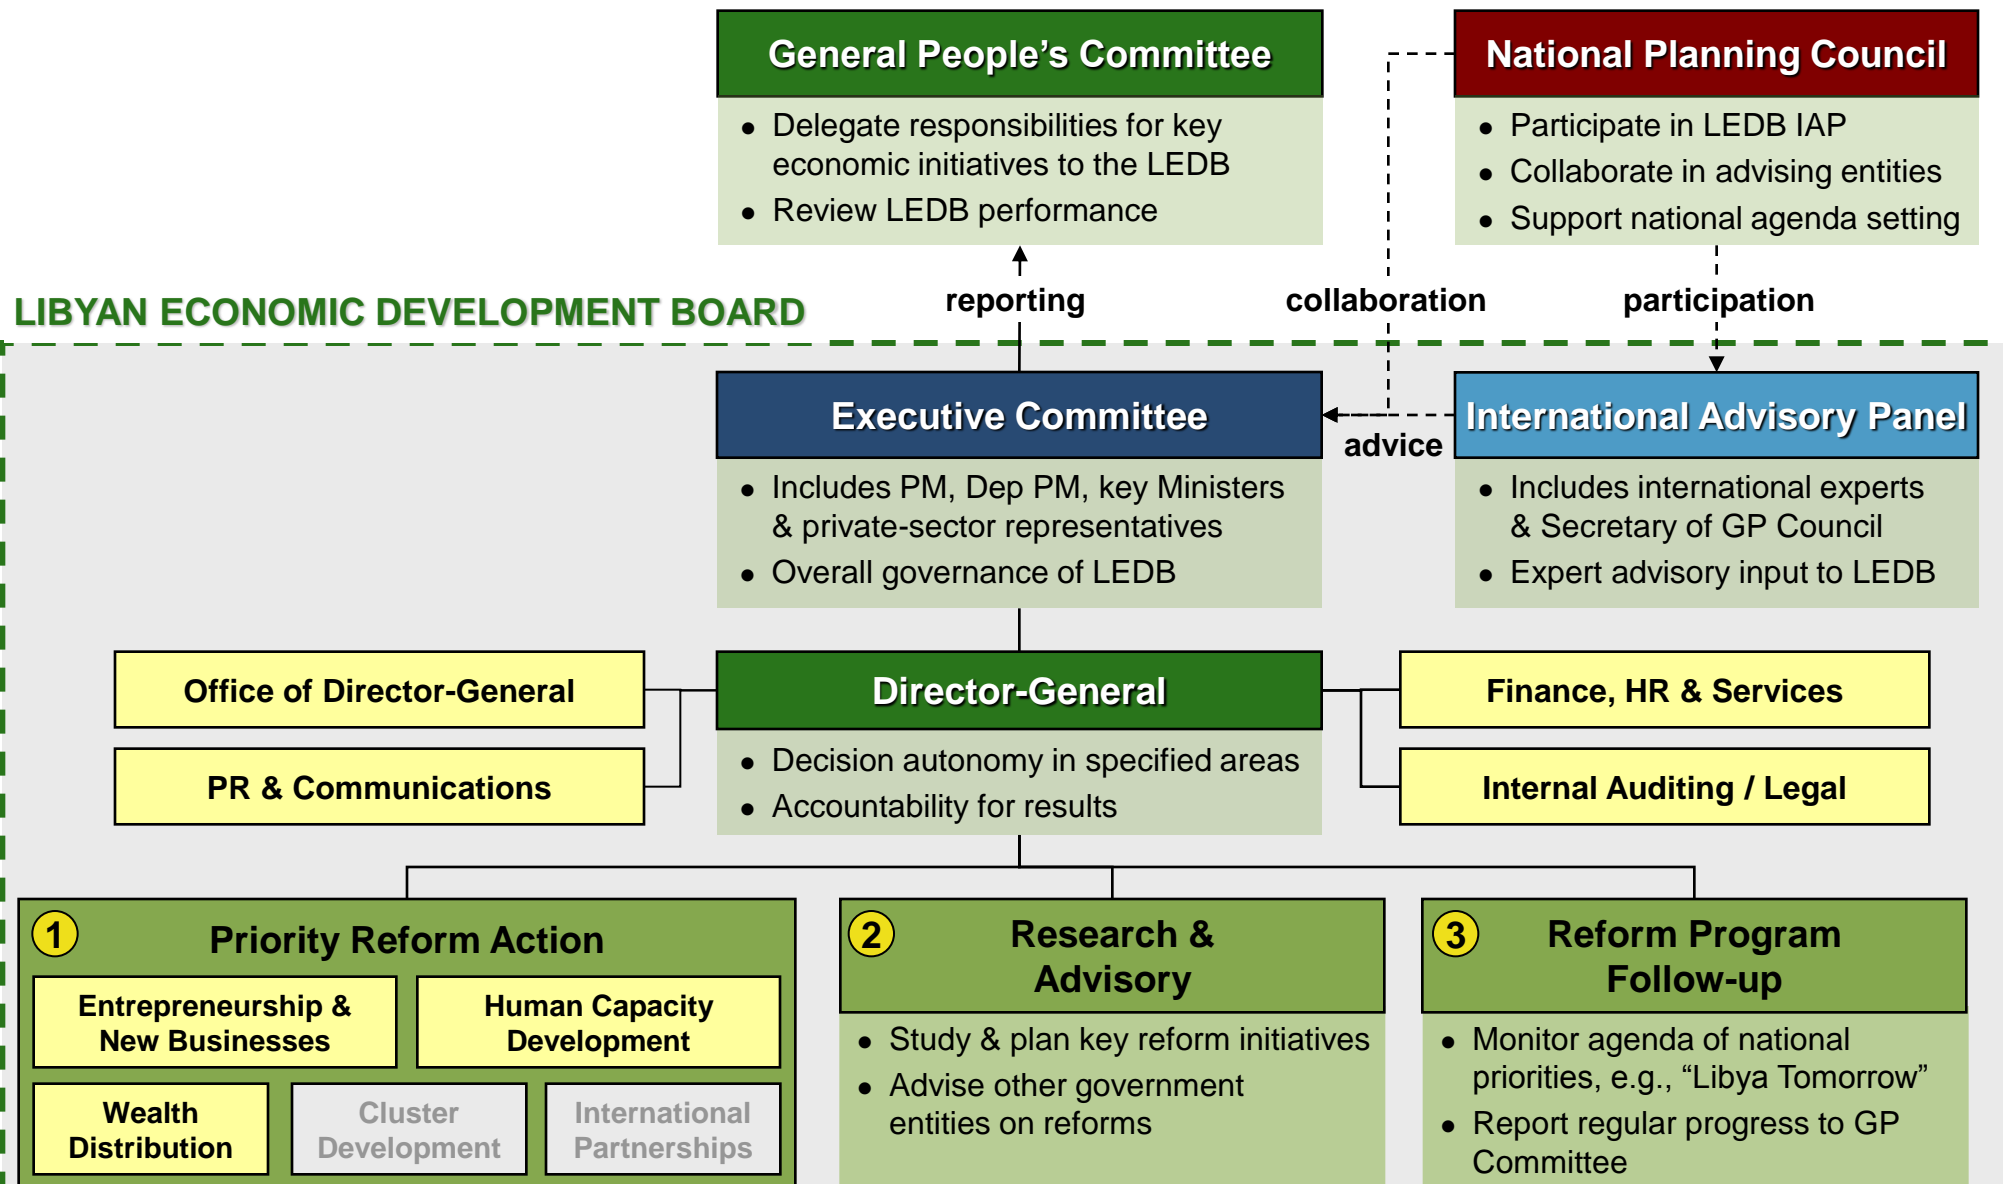 General People's Committee
• Delegate responsibilities for key
economic initiatives to the LEDB
• Review LEDB performance
National Planning Council
• Participate in LEDB IAP
• Collaborate in advising entities
• Support national agenda setting
reporting
collaboration
participation
LIBYAN ECONOMIC DEVELOPMENT BOARD
Executive Committee
• Includes PM, Dep PM, key Ministers
& private-sector representatives
• Overall governance of LEDB
advice
International Advisory Panel
• Includes international experts
& Secretary of GP Council
• Expert advisory input to LEDB
Office of Director-General
PR & Communications
Director-General
• Decision autonomy in specified areas
• Accountability for results
Finance, HR & Services
Internal Auditing / Legal
1
Priority Reform Action
Entrepreneurship &
New Businesses
Human Capacity
Development
Wealth
Distribution
Cluster
Development
International
Partnerships
2
Research &
Advisory
• Study & plan key reform initiatives
• Advise other government
entities on reforms
3
Reform Program
Follow-up
• Monitor agenda of national
priorities, e.g., “Libya Tomorrow”
• Report regular progress to GP
Committee